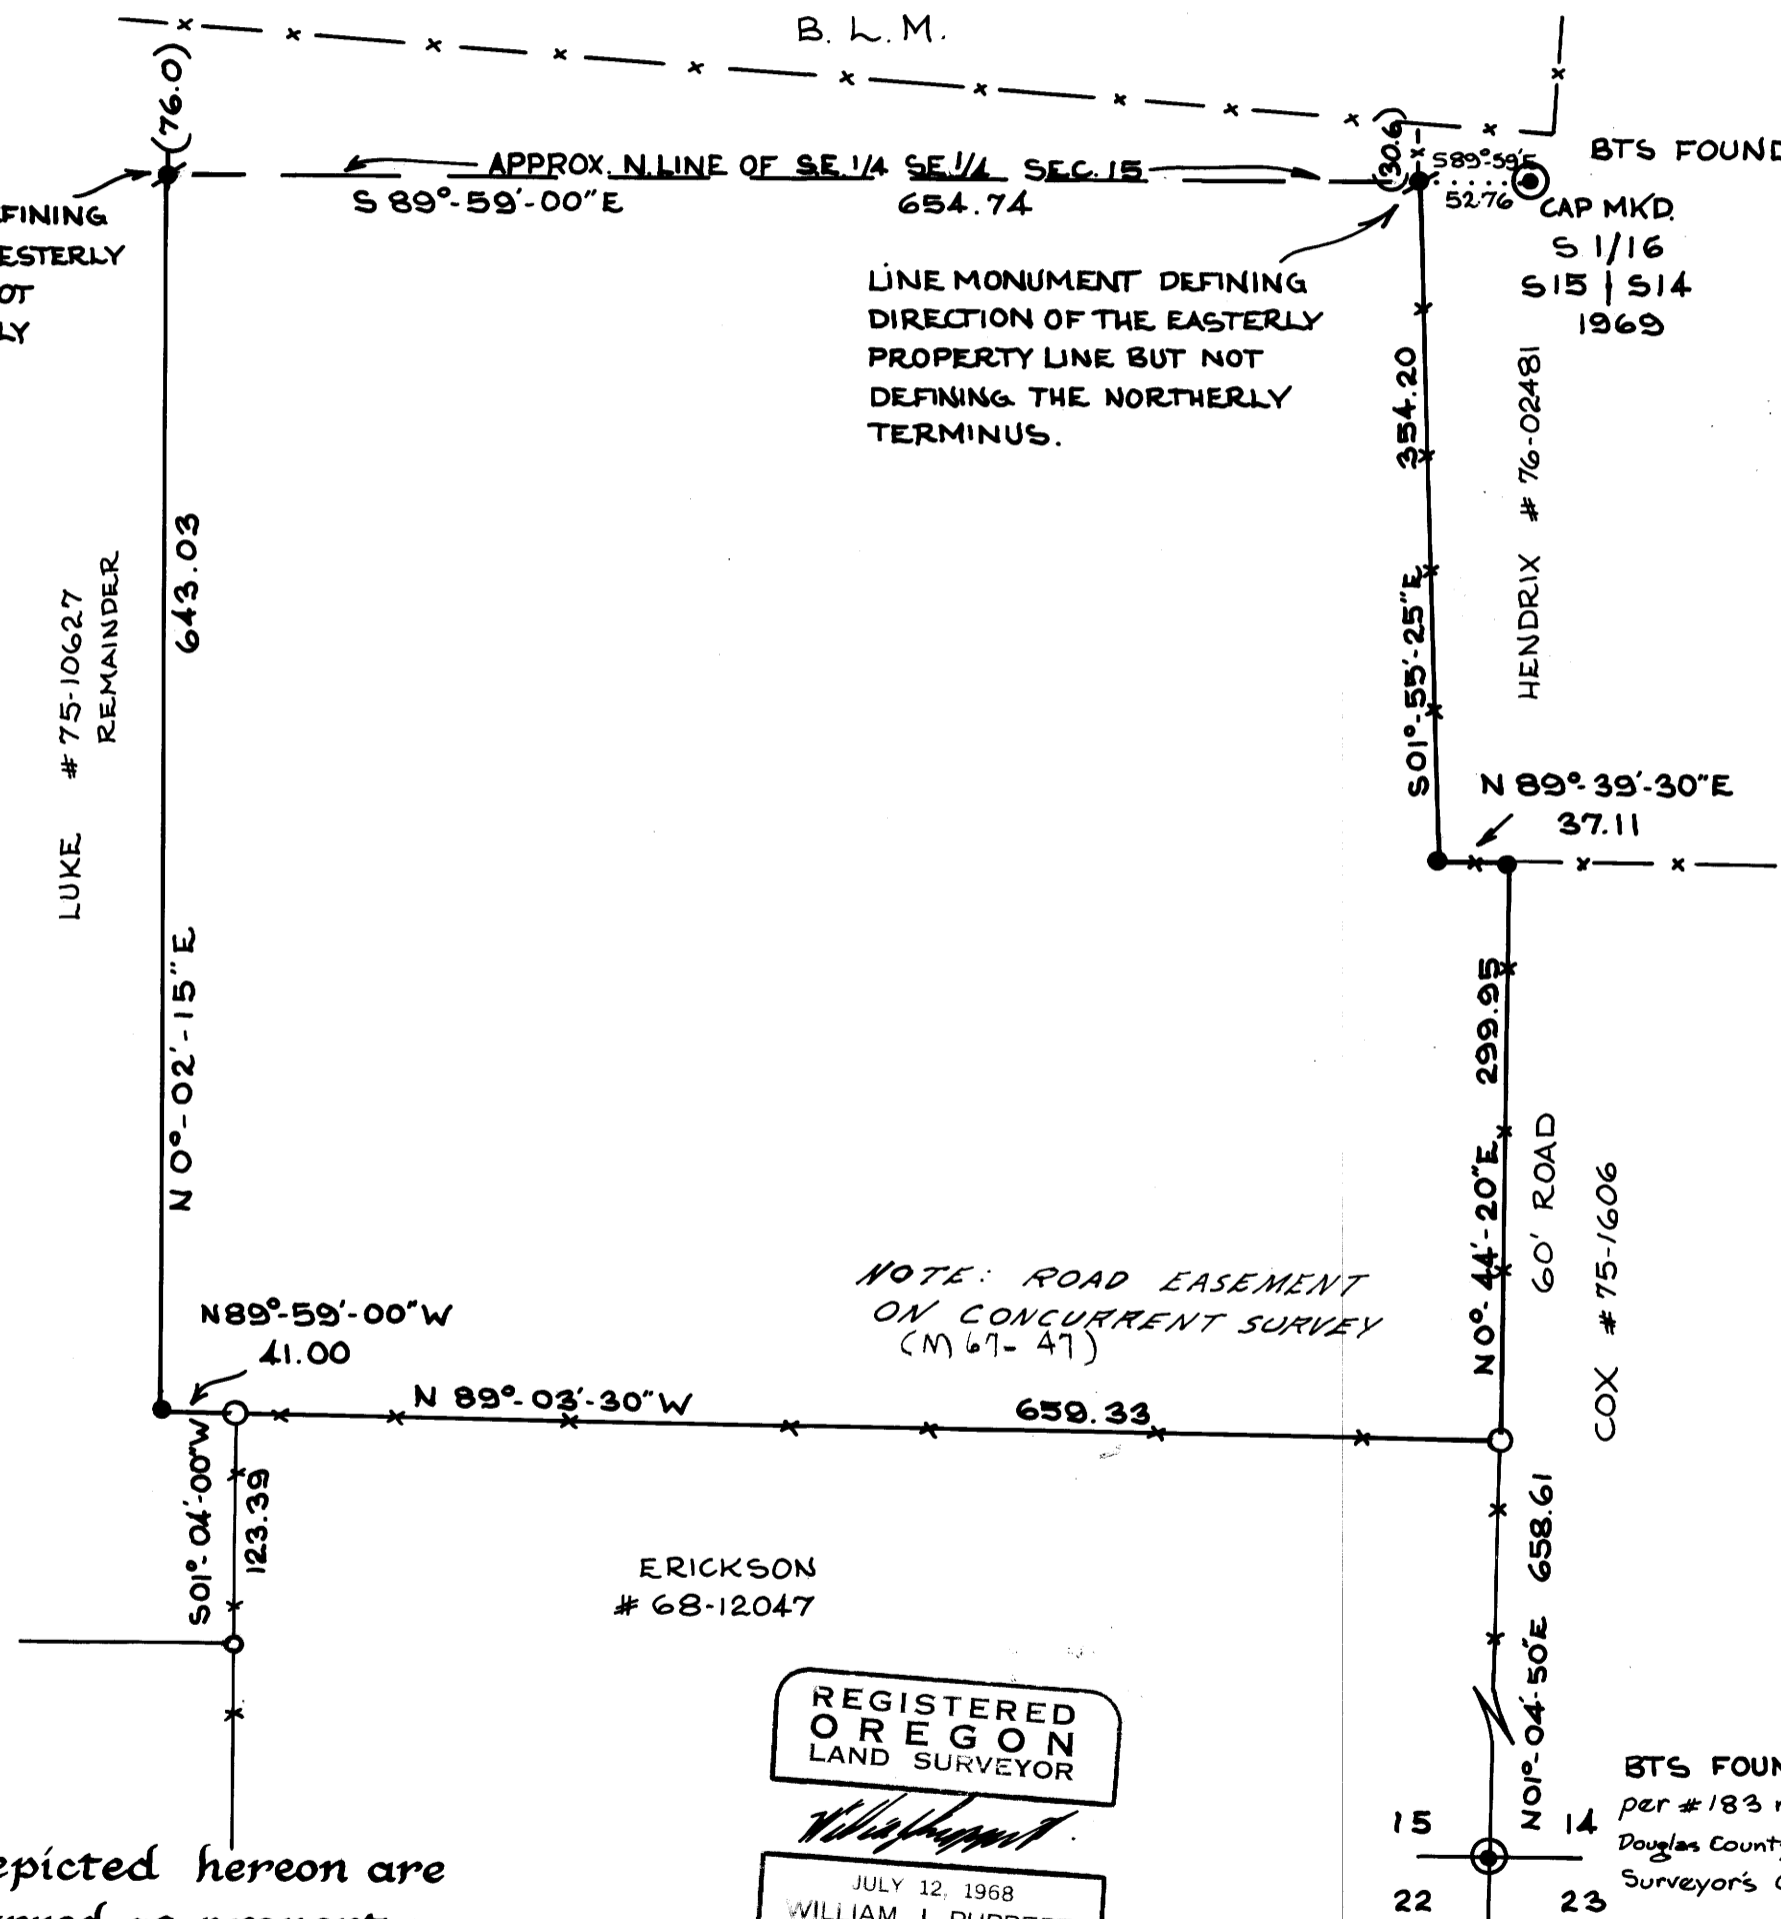 B. L. M.
(76.0)
(30.6)
APPROX. N. LINE OF S.E. 1/4 SE. 1/4 SEC. 15
S 89°-59'-00"E
654.74
S89°-59'
52.76
BTS FOUND
CAP MKD.
S 1/16
S15 | S14
1969
FINING
ESTERLY
OT
LY
LINE MONUMENT DEFINING
DIRECTION OF THE EASTERLY
PROPERTY LINE BUT NOT
DEFINING THE NORTHERLY
TERMINUS.
354.20
S01°-55'-25"E
HENDRIX # 76-02481
643.03
N 0°-02'-15"E
LUKE # 75-10627
REMAINDER
N 89°-39'-30"E
37.11
299.95
N0°-44'-20"E
60' ROAD
COX #75-1606
NOTE: ROAD EASEMENT
ON CONCURRENT SURVEY
(M 67-47)
N89°-59'-00"W
41.00
N 89°-03'-30"W
659.33
S01°-04'-00"W
123.39
ERICKSON
# 68-12047
N01°-04'-50"E 658.61
REGISTERED
OREGON
LAND SURVEYOR
JULY 12, 1968
WILLIAM J.
15
14
22
23
BTS FOUN
per #183
Douglas Count
Surveyor's
epicted hereon are